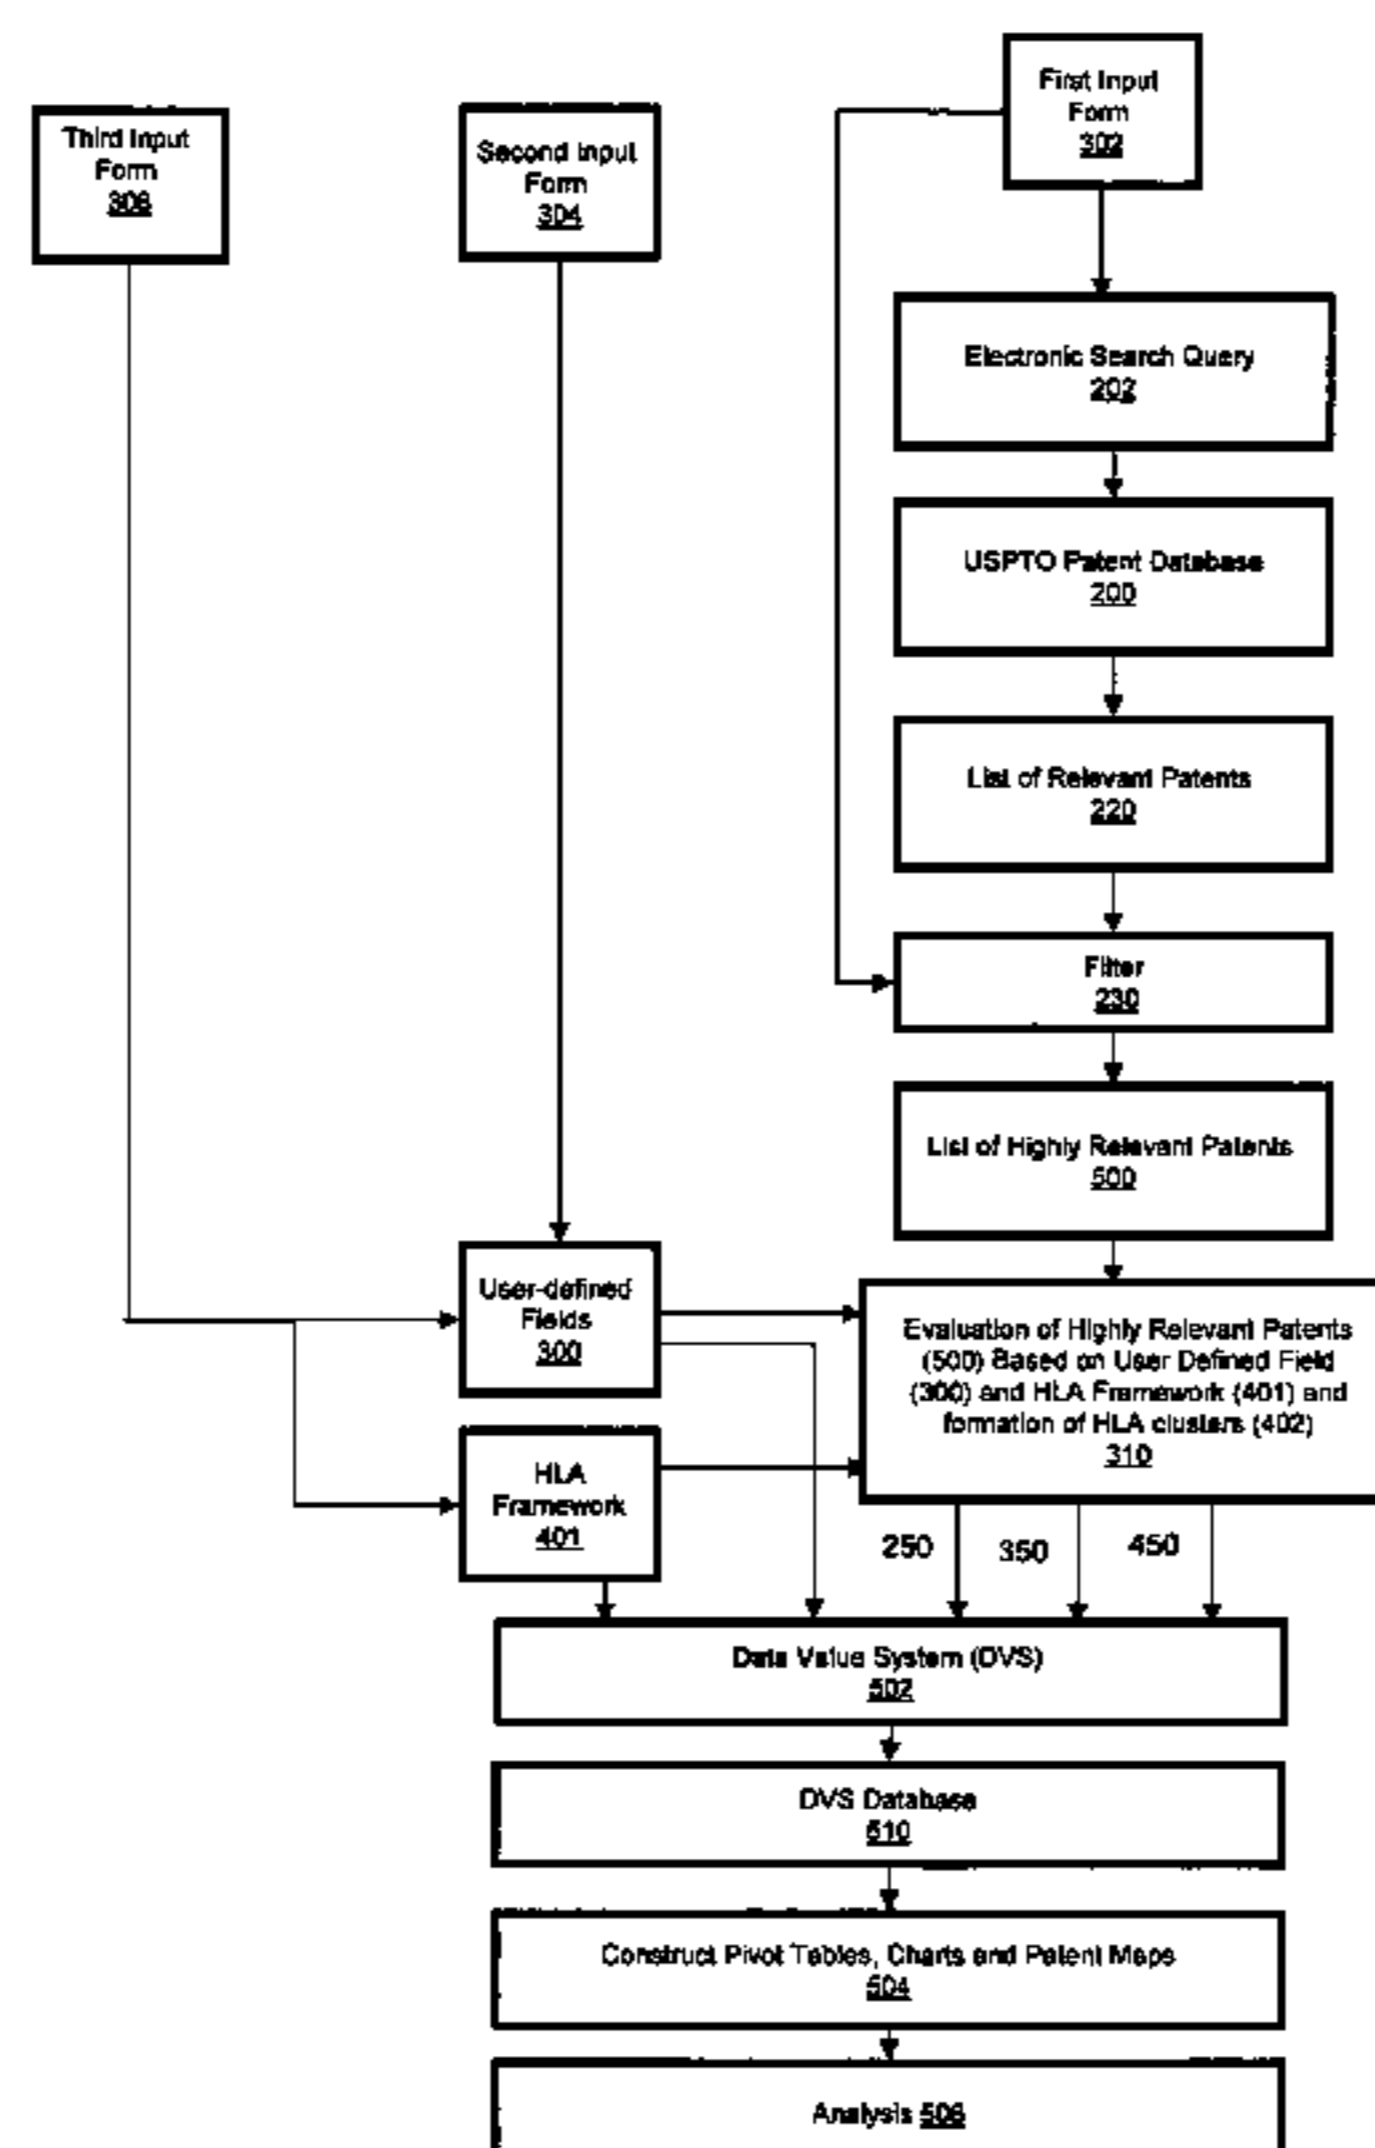 First Input
Form
302
Third Input
Form
306
Second Input
Form
304
Electronic Search Query
202
USPTO Patent Database
200
List of Relevant Patents
220
Filter
230
List of Highly Relevant Patents
500
User-defined
Fields
300
Evaluation of Highly Relevant Patents
(500) Based on User Defined Field
(300) and HLA Framework (401) and
formation of HLA clusters (402)
310
HLA
Framework
401
250
350
450
Data Value System (DVS)
502
DVS Database
510
Construct Pivot Tables, Charts and Patent Maps
504
Analysis 506